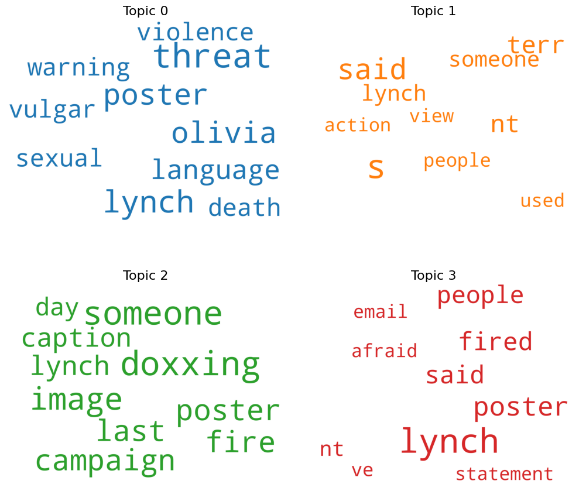 Topic 0
violence
threat
warning
poster
vulgar
olivia
sexual
language
lynch
death
Topic 1
terr
someone
said
lynch
view
action
nt
people
s
used
Topic 2
day
someone
caption
lynch
doxxing
image
poster
last
fire
campaign
Topic 3
people
email
fired
afraid
said
poster
lynch
nt
ve
statement